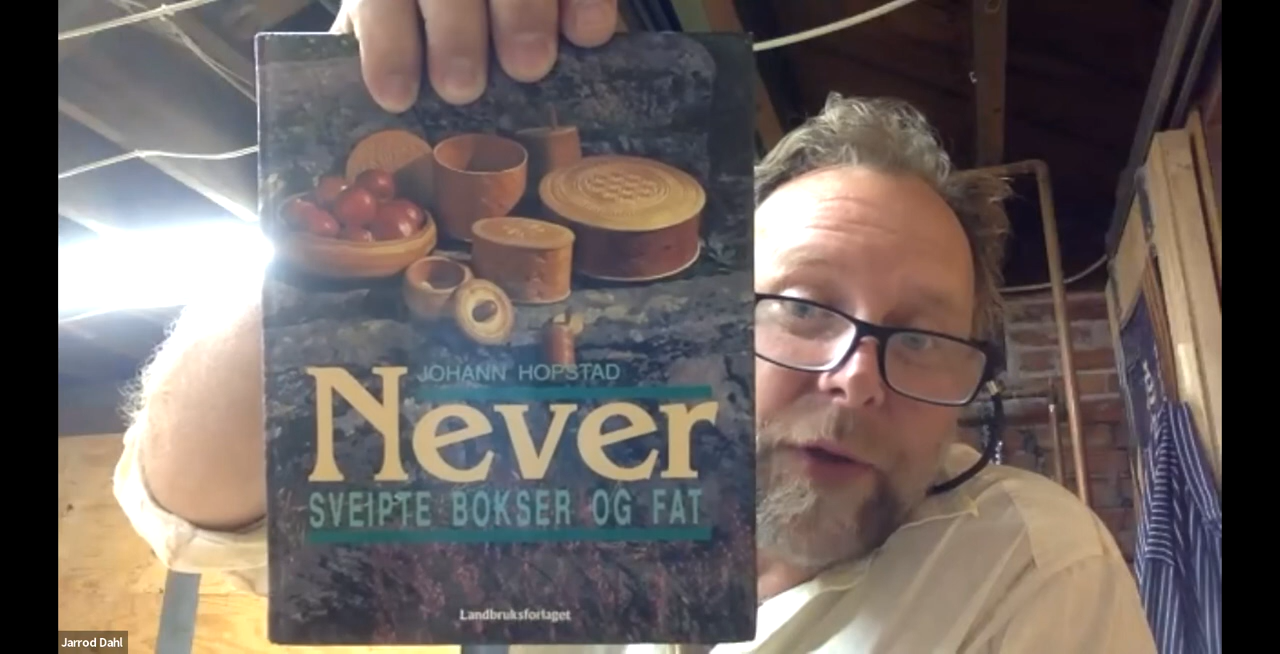 JOHANN HOPSTAD
Never
SVEIPTE BOKSER OG FAT
Landbruksforlaget
Jarrod Dahl